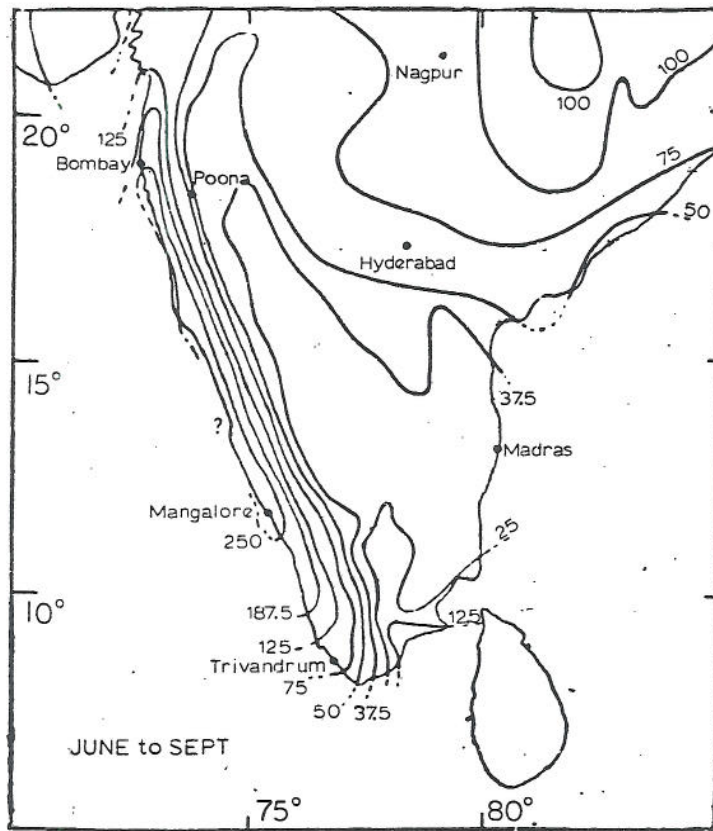 Nagpur
100
100
20°
125
Bombay
Poona
75
50
Hyderabad
15°
37.5
?
Madras
Mangalore
250
25
10°
187.5
125
125
Trivandrum
75
50
37.5
JUNE to SEPT
75°
80°